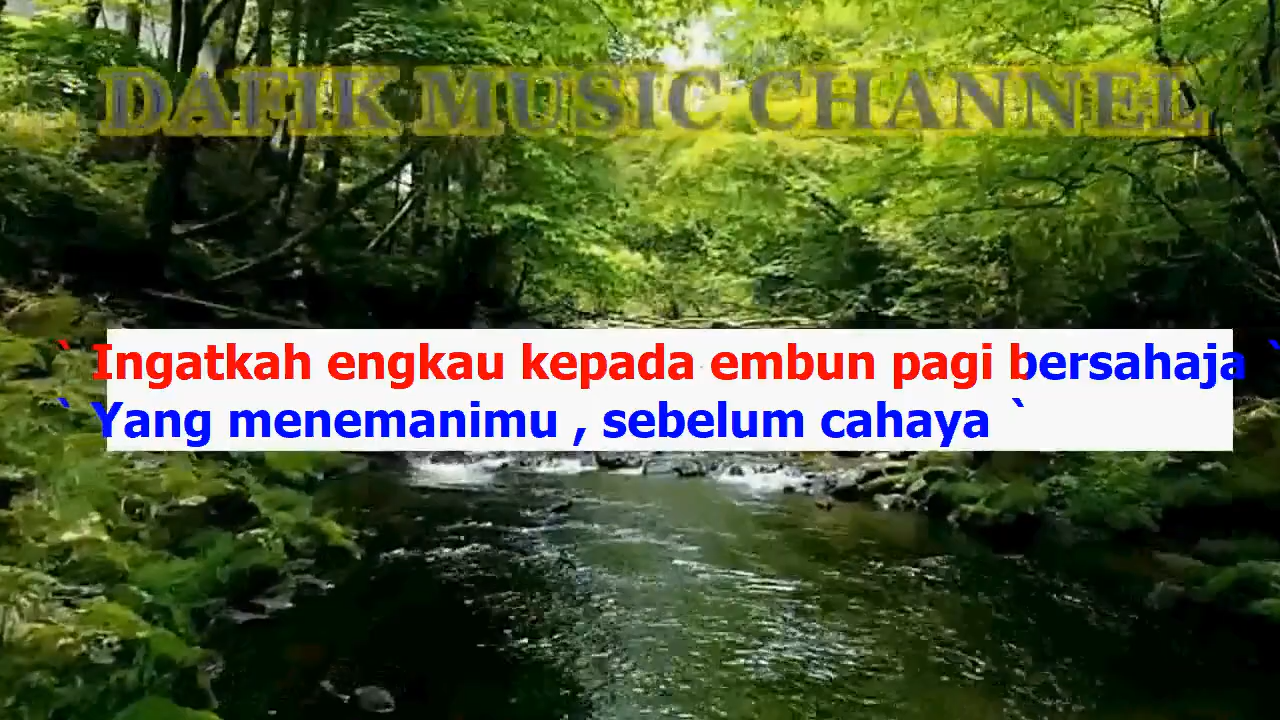 DAFIK MUSIC CHANNEL
` Ingatkah engkau kepada embun pagi bersahaja `
` Yang menemanimu , sebelum cahaya `